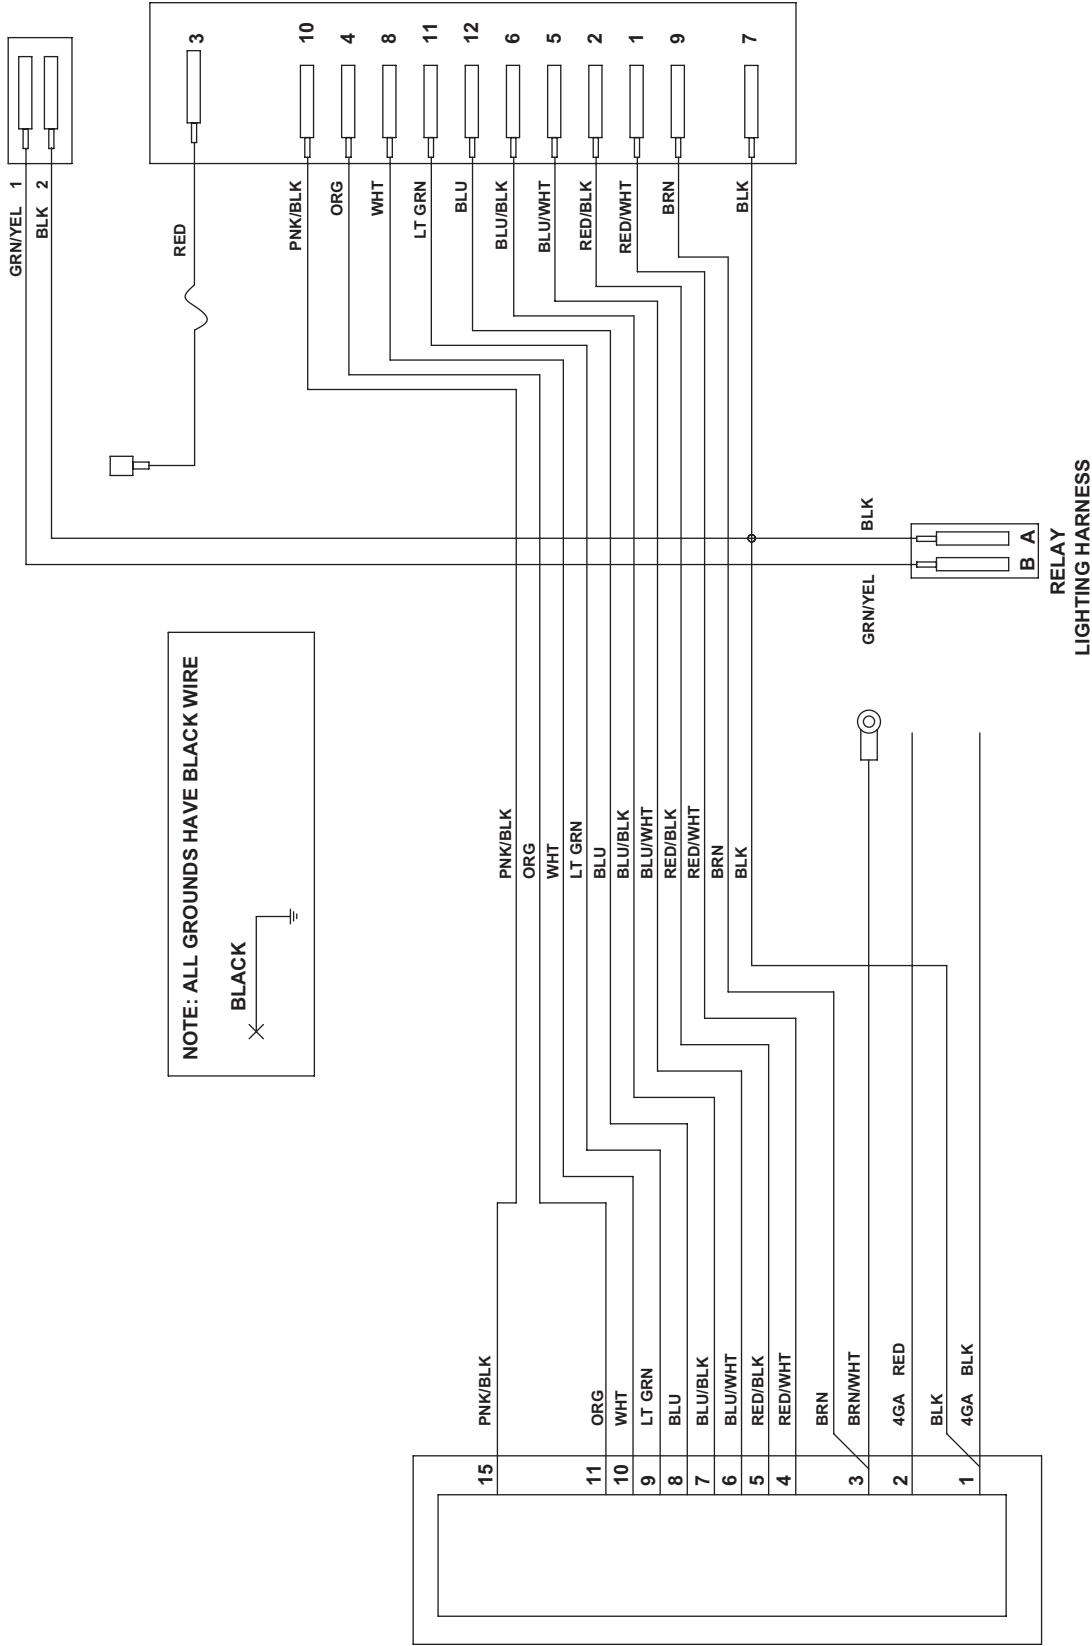 GRN/YEL 1
BLK 2
3
RED
10
4
8
11
12
6
5
2
1
9
7
PNK/BLK
ORG
WHT
LT GRN
BLU
BLU/BLK
BLU/WHT
RED/BLK
RED/WHT
BRN
BLK
BLK
GRN/YEL
A
B
RELAY
LIGHTING HARNESS
NOTE: ALL GROUNDS HAVE BLACK WIRE
BLACK
PNK/BLK
ORG
WHT
LT GRN
BLU
BLU/BLK
BLU/WHT
RED/BLK
RED/WHT
BRN
BLK
PNK/BLK
ORG
WHT
LT GRN
BLU
BLU/BLK
BLU/WHT
RED/BLK
RED/WHT
BRN
BRN/WHT
4GA RED
BLK
4GA BLK
15
11
10
9
8
7
6
5
4
3
2
1